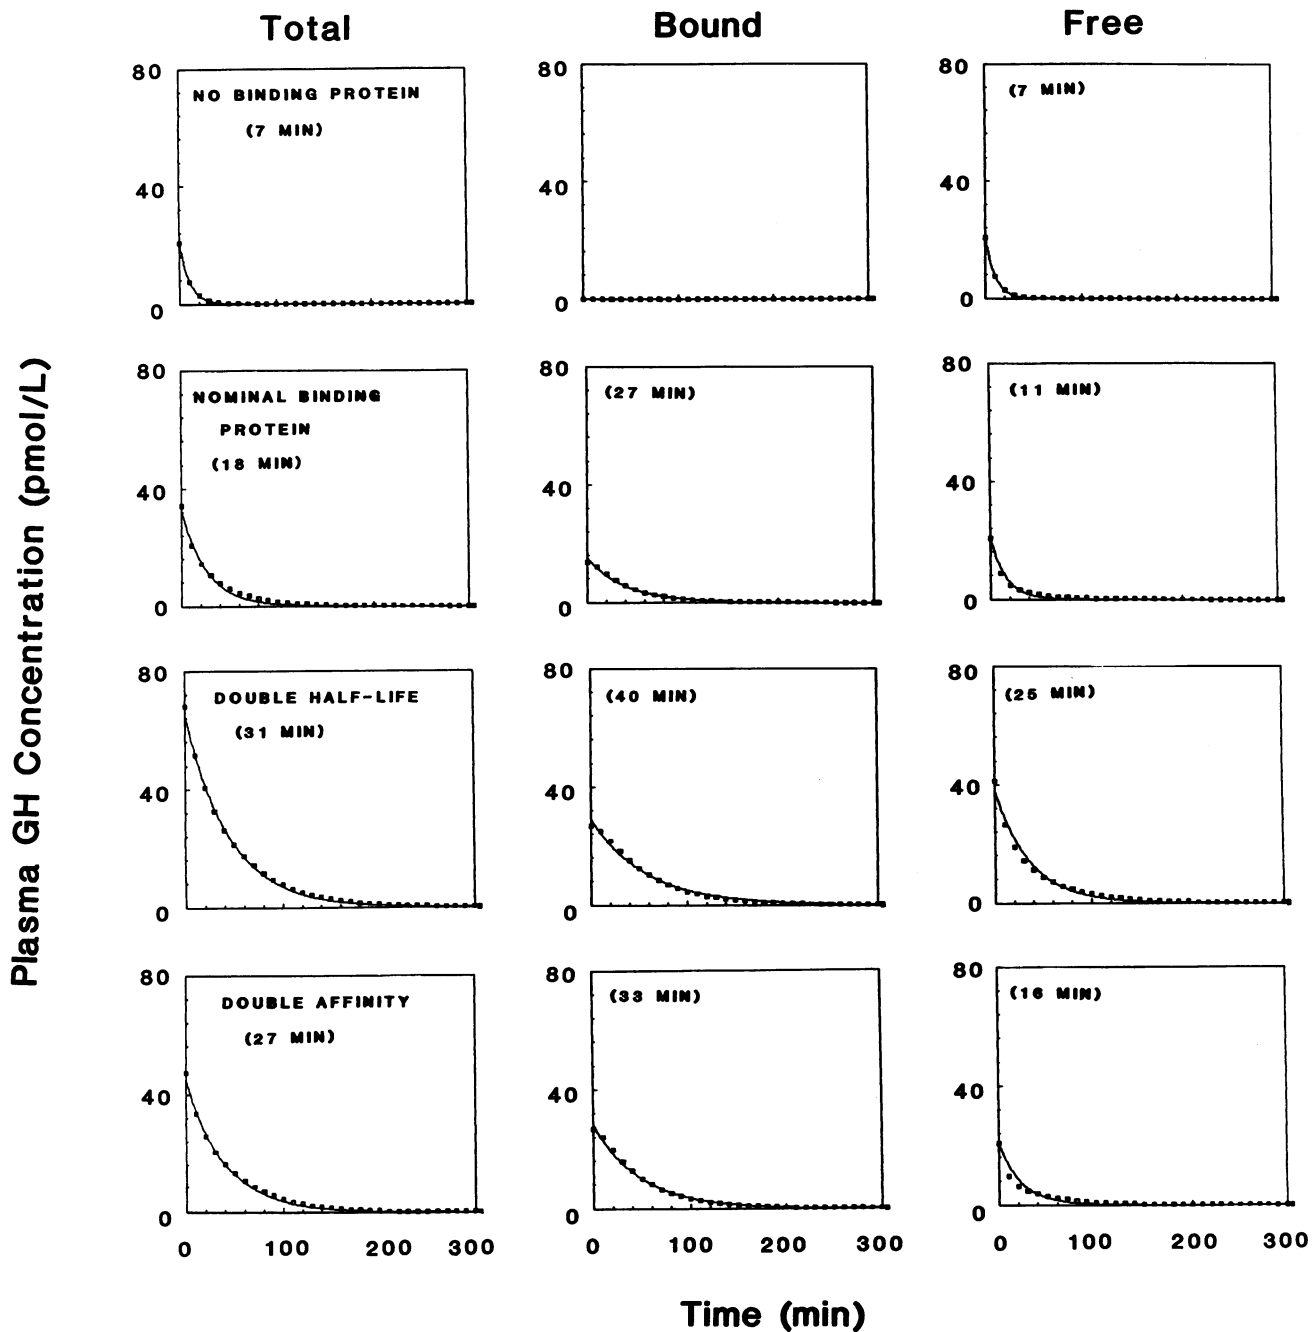 Total Bound Free
Plasma GH Concentration (pmol/L)
80 80 80
NO BINDING PROTEIN (7 MIN)
(7 MIN)
40 40 40
0 0 0
80 80 80
NOMINAL BINDING (27 MIN) (11 MIN)
PROTEIN
(18 MIN)
40 40 40
0 0 0
80 80 80
DOUBLE HALF-LIFE (40 MIN) (25 MIN)
(31 MIN)
40 40 40
0 0 0
80 80 80
DOUBLE AFFINITY (33 MIN) (16 MIN)
(27 MIN)
40 40 40
0 0 0
0 100 200 300 0 100 200 300 0 100 200 300
Time (min)